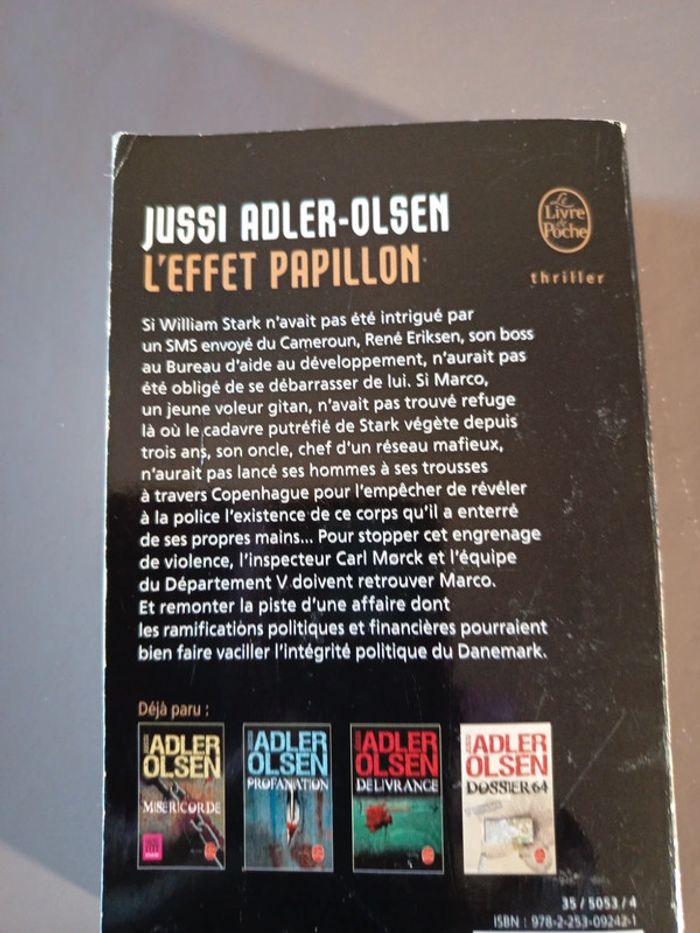 JUSSI ADLER-OLSEN
L'EFFET PAPILLON
Le
Livre
de
Poche
thriller
Si William Stark n'avait pas été intrigué par
un SMS envoyé du Cameroun, René Eriksen, son boss
au Bureau d'aide au développement, n'aurait pas
été obligé de se débarrasser de lui. Si Marco,
un jeune voleur gitan, n'avait pas trouvé refuge
là où le cadavre putréfié de Stark végète depuis
trois ans, son oncle, chef d'un réseau mafieux,
n'aurait pas lancé ses hommes à ses trousses
à travers Copenhague pour l'empêcher de révéler
à la police l'existence de ce corps qu'il a enterré
de ses propres mains... Pour stopper cet engrenage
de violence, l'inspecteur Carl Mørck et l'équipe
du Département V doivent retrouver Marco.
Et remonter la piste d'une affaire dont
les ramifications politiques et financières pourraient
bien faire vaciller l'intégrité politique du Danemark.
Déjà paru :
JUSSI
ADLER
OLSEN
MISÉRICORDE
ADLER
OLSEN
PROFANATION
ADLER
OLSEN
DÉLIVRANCE
ADLER
OLSEN
DOSSIER 64
35 / 5053 / 4
ISBN : 978-2-253-09242-1